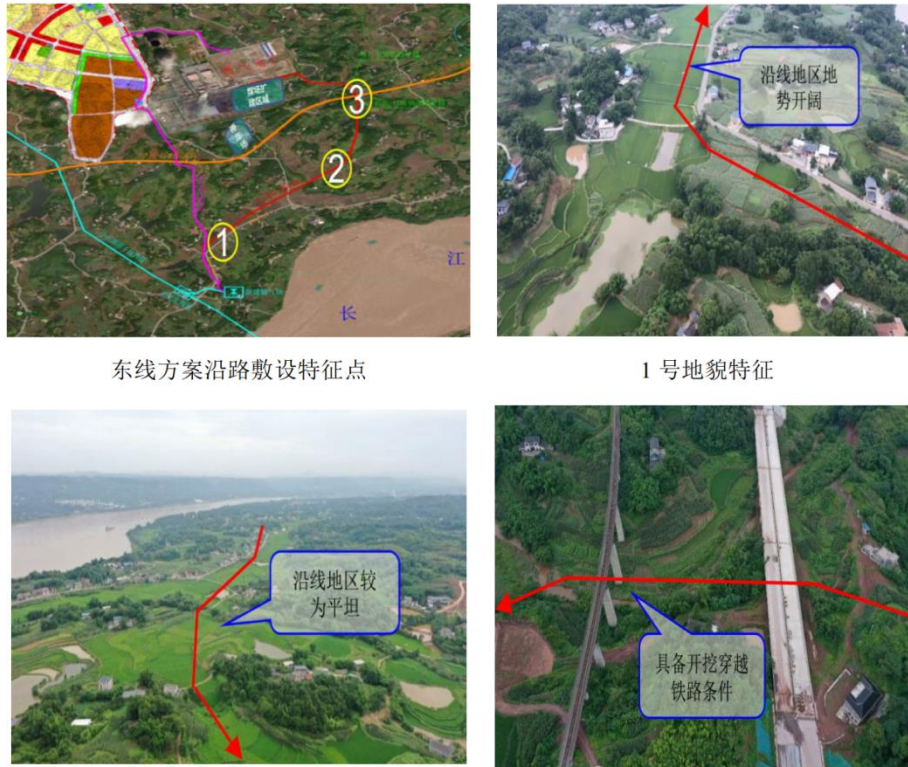 3
2
1
江
长
沿线地区地
势开阔
东线方案沿路敷设特征点
1 号地貌特征
沿线地区较
为平坦
具备开挖穿越
铁路条件